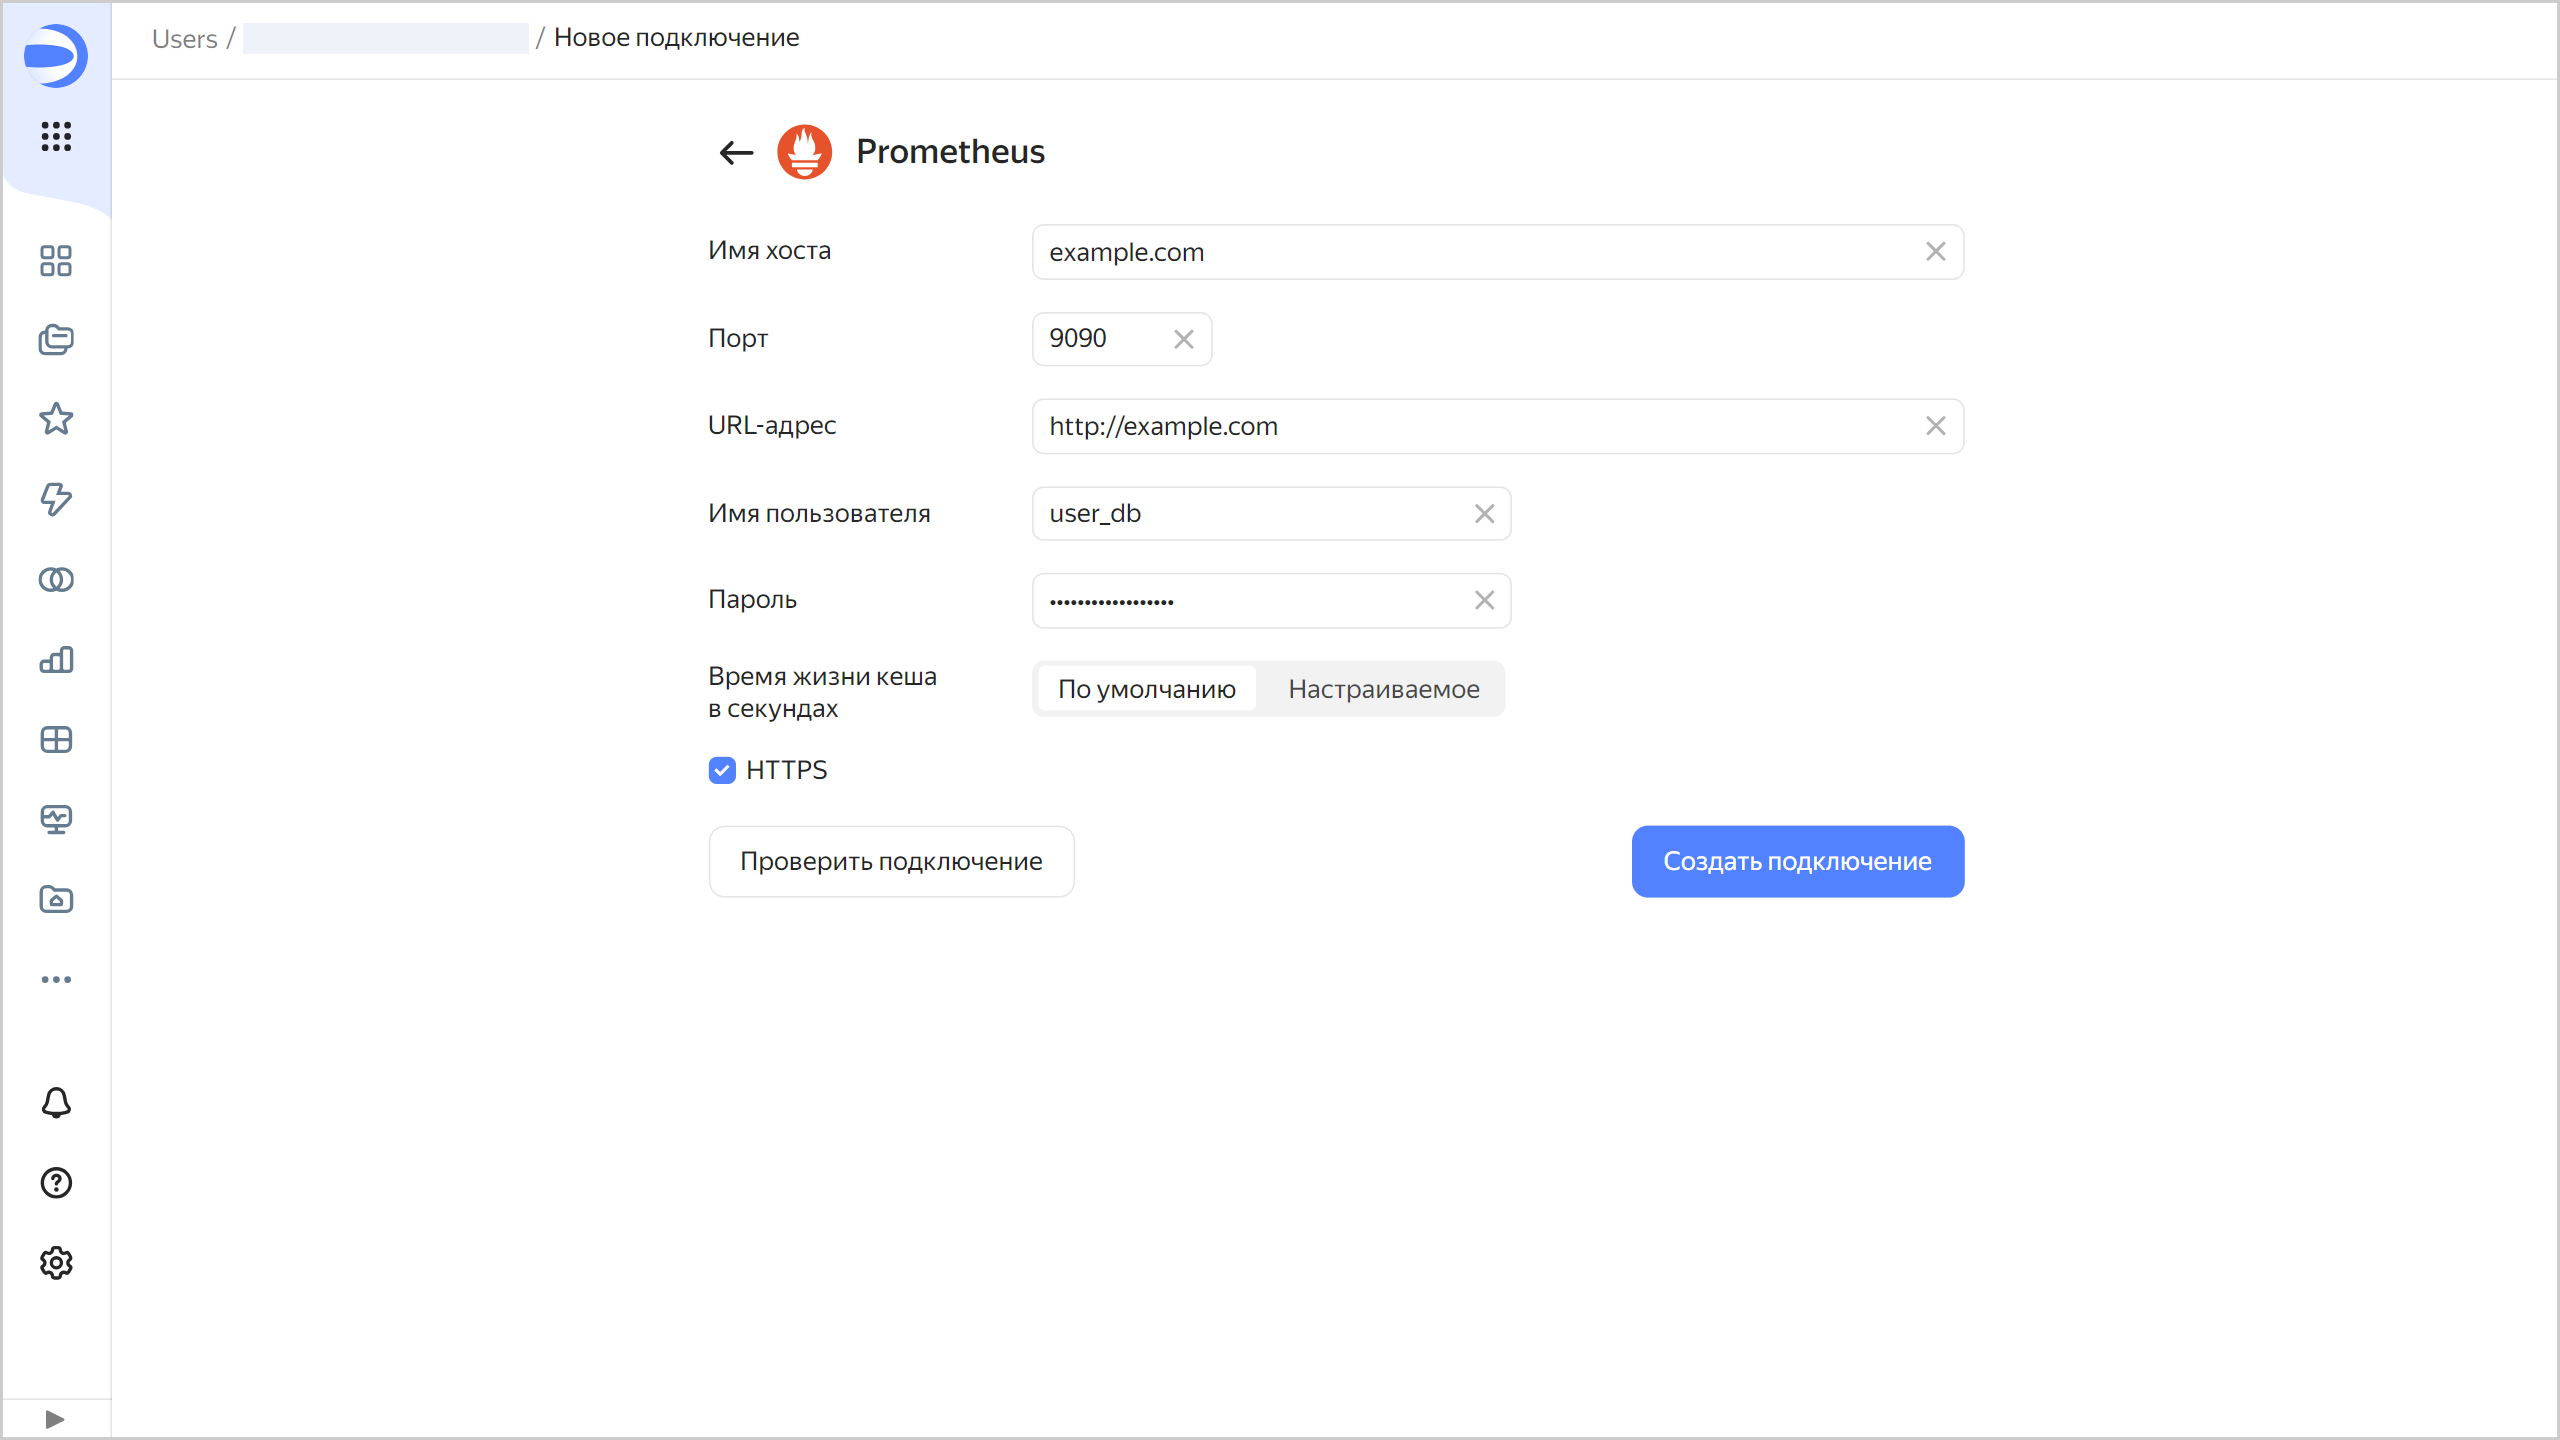 Users / / Новое подключение
Prometheus
Имя хоста example.com
Порт 9090
URL-адрес http://example.com
Имя пользователя user_db
Пароль ••••••••••••••••••
Время жизни кеша
в секундах
По умолчанию Настраиваемое
HTTPS
Проверить подключение Создать подключение